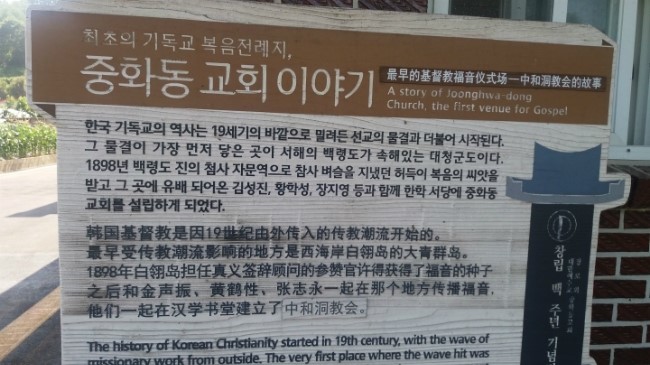 최초의 기독교 복음전례지,
중화동 교회 이야기
最早的基督教福音仪式场—中和洞教会的故事
A story of Joonghwa-dong
Church, the first venue for Gospel
한국 기독교의 역사는 19세기의 바깥으로 밀려든 선교의 물결과 더불어 시작된다.
그 물결이 가장 먼저 닿은 곳이 서해의 백령도가 속해있는 대청군도이다.
1898년 백령도 진의 첨사 자문역으로 참사 벼슬을 지냈던 허득이 복음의 씨앗을
받고 그 곳에 유배 되어온 김성진, 황학성, 장지영 등과 함께 한학 서당에 중화동
교회를 설립하게 되었다.
韩国基督教是因19世纪由外传入的传教潮流开始的。
最早受传教潮流影响的地方是西海岸白翎岛的大青群岛。
1898年白翎岛担任真义釜辞顾问的参赞官许得获得了福音的种子
之后和金声振、黄鹤性、张志永一起在那个地方传播福音,
他们一起在汉学书堂建立了中和洞教会。
The history of Korean Christianity started in 19th century, with the wave of
missionary work from outside. The very first place where the wave hit was
창립 백 주년 기념